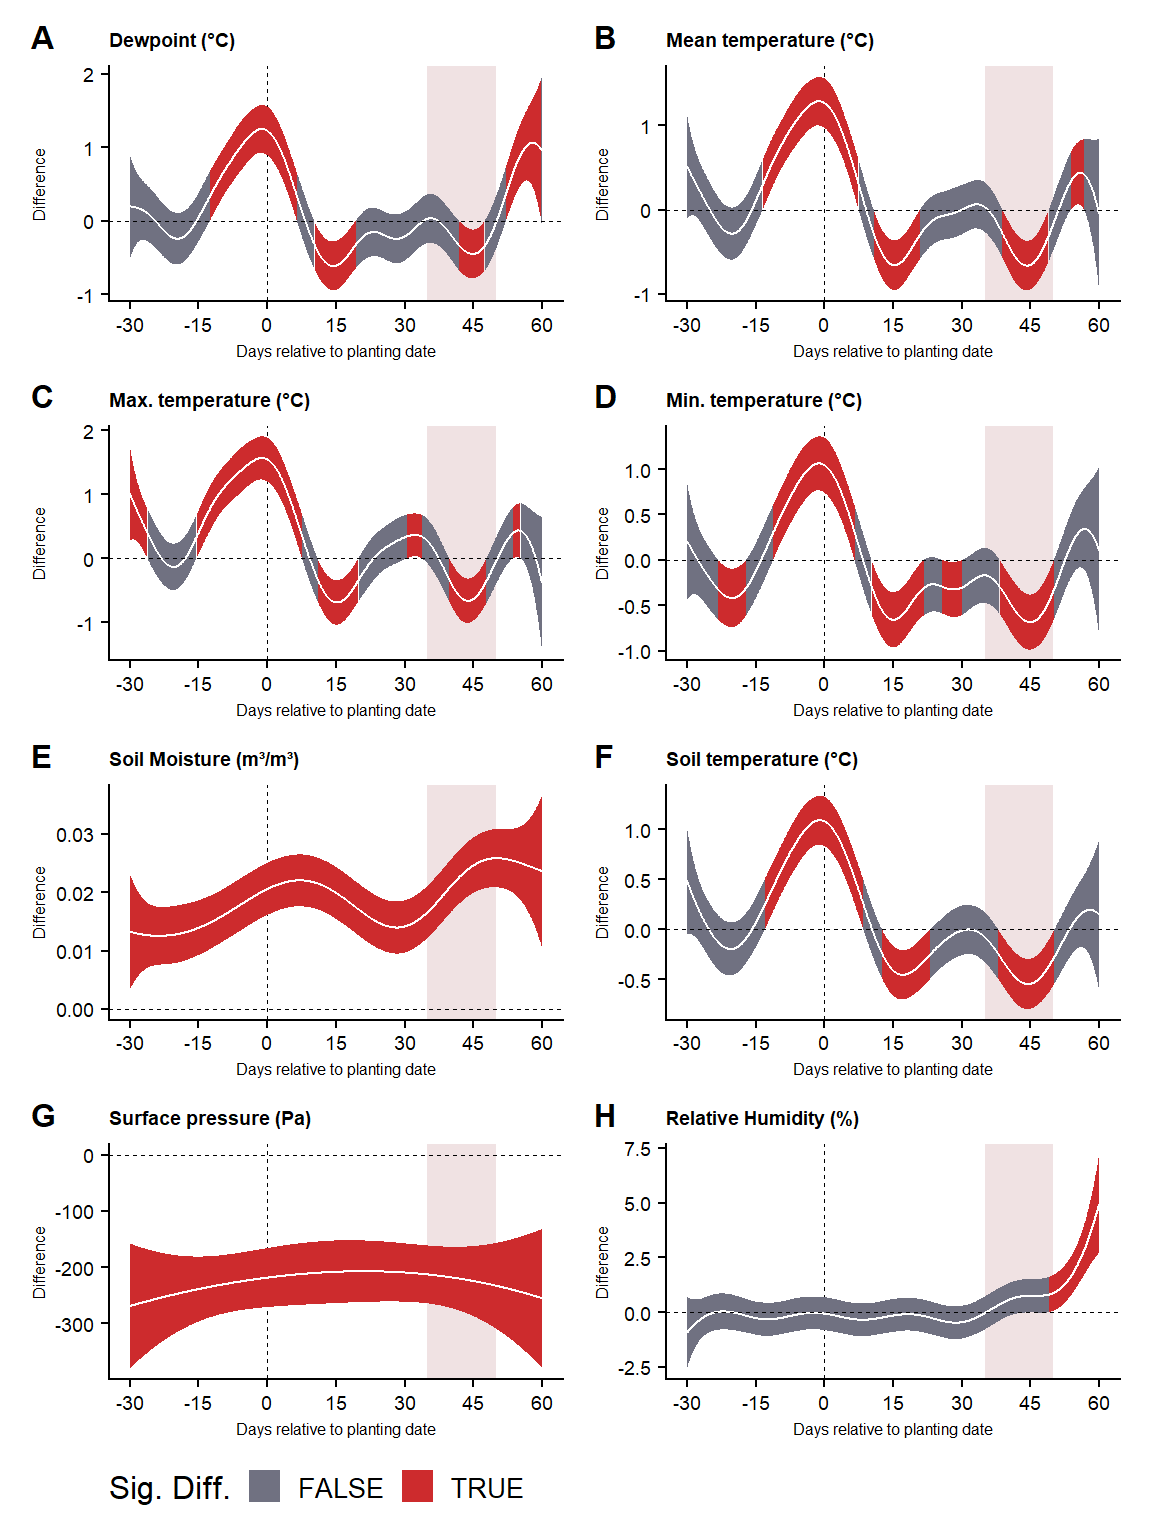 A Dewpoint (°C)
2
1
0
-1
Difference
-30 -15 0 15 30 45 60
Days relative to planting date
B Mean temperature (°C)
1
0
-1
Difference
-30 -15 0 15 30 45 60
Days relative to planting date
C Max. temperature (°C)
2
1
0
-1
Difference
-30 -15 0 15 30 45 60
Days relative to planting date
D Min. temperature (°C)
1.0
0.5
0.0
-0.5
-1.0
Difference
-30 -15 0 15 30 45 60
Days relative to planting date
E Soil Moisture (m³/m³)
0.03
0.02
0.01
0.00
Difference
-30 -15 0 15 30 45 60
Days relative to planting date
F Soil temperature (°C)
1.0
0.5
0.0
-0.5
Difference
-30 -15 0 15 30 45 60
Days relative to planting date
G Surface pressure (Pa)
0
-100
-200
-300
Difference
-30 -15 0 15 30 45 60
Days relative to planting date
H Relative Humidity (%)
7.5
5.0
2.5
0.0
-2.5
Difference
-30 -15 0 15 30 45 60
Days relative to planting date
Sig. Diff. FALSE TRUE